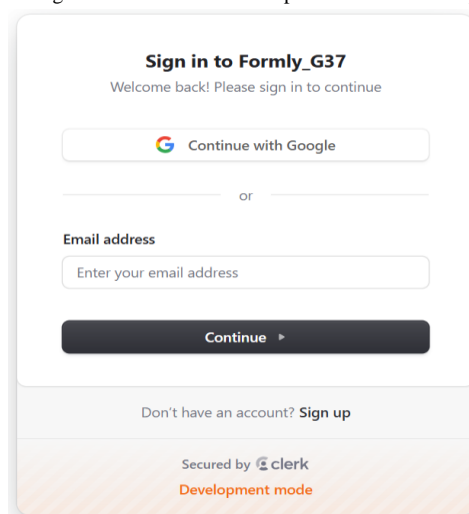 Sign in to Formly_G37
Welcome back! Please sign in to continue
Continue with Google
or
Email address
Enter your email address
Continue
Don't have an account? Sign up
Secured by clerk
Development mode